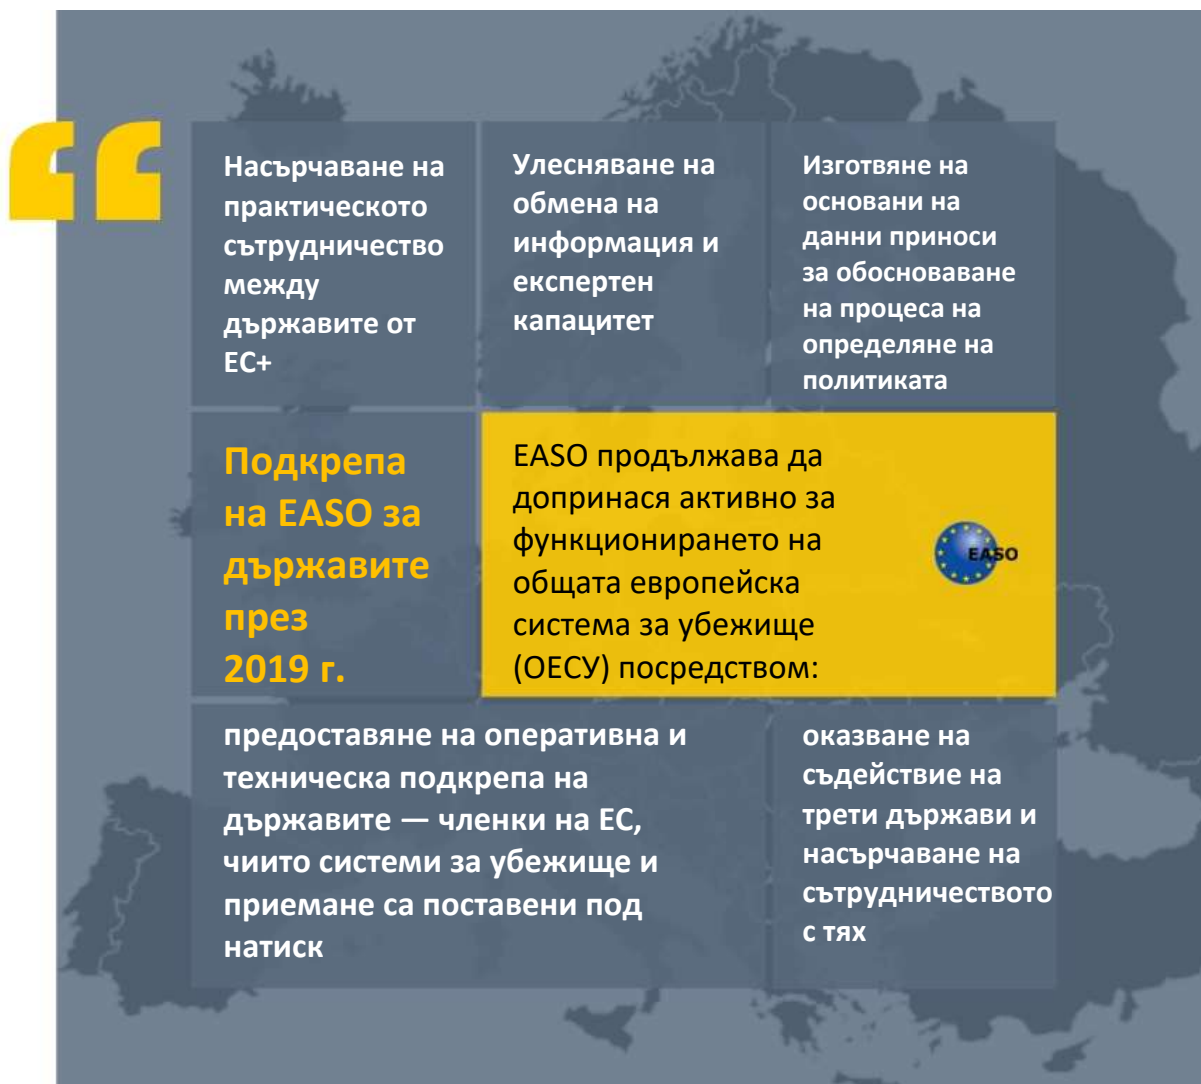 Насърчаване на
практическото
сътрудничество
между
държавите от
ЕС+
Улесняване на
обмена на
информация и
експертен
капацитет
Изготвяне на
основани на
данни приноси
за обосноваване
на процеса на
определяне на
политиката
Подкрепа
на EASO за
държавите
през
2019 г.
EASO продължава да
допринася активно за
функционирането на
общата европейска
система за убежище
(ОЕСУ) посредством:
EASO
предоставяне на оперативна и
техническа подкрепа на
държавите — членки на ЕС,
чиито системи за убежище и
приемане са поставени под
натиск
оказване на
съдействие на
трети държави и
насърчаване на
сътрудничеството
с тях